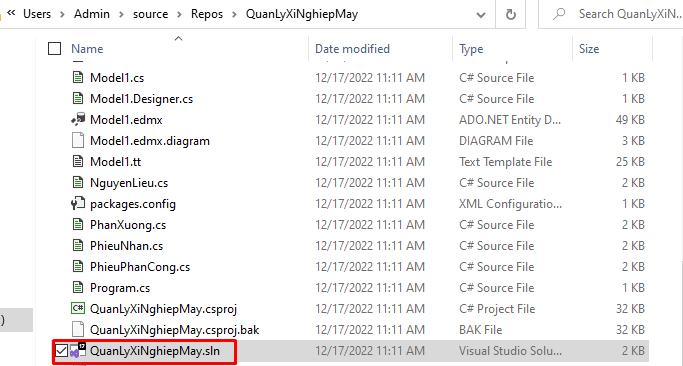 « Users > Admin > source > Repos > QuanLyXiNghiepMay
Search QuanLyXiN...
Name Date modified Type Size
Model1.cs 12/17/2022 11:11 AM C# Source File 1 KB
Model1.Designer.cs 12/17/2022 11:11 AM C# Source File 1 KB
Model1.edmx 12/17/2022 11:11 AM ADO.NET Entity D... 49 KB
Model1.edmx.diagram 12/17/2022 11:11 AM DIAGRAM File 3 KB
Model1.tt 12/17/2022 11:11 AM Text Template File 25 KB
NguyenLieu.cs 12/17/2022 11:11 AM C# Source File 2 KB
packages.config 12/17/2022 11:11 AM XML Configuratio... 1 KB
PhanXuong.cs 12/17/2022 11:11 AM C# Source File 2 KB
PhieuNhan.cs 12/17/2022 11:11 AM C# Source File 2 KB
PhieuPhanCong.cs 12/17/2022 11:11 AM C# Source File 2 KB
Program.cs 12/17/2022 11:11 AM C# Source File 1 KB
C# QuanLyXiNghiepMay.csproj 12/17/2022 11:11 AM C# Project File 32 KB
QuanLyXiNghiepMay.csproj.bak 12/17/2022 11:11 AM BAK File 32 KB
QuanLyXiNghiepMay.sln 12/17/2022 11:11 AM Visual Studio Solu... 2 KB
)